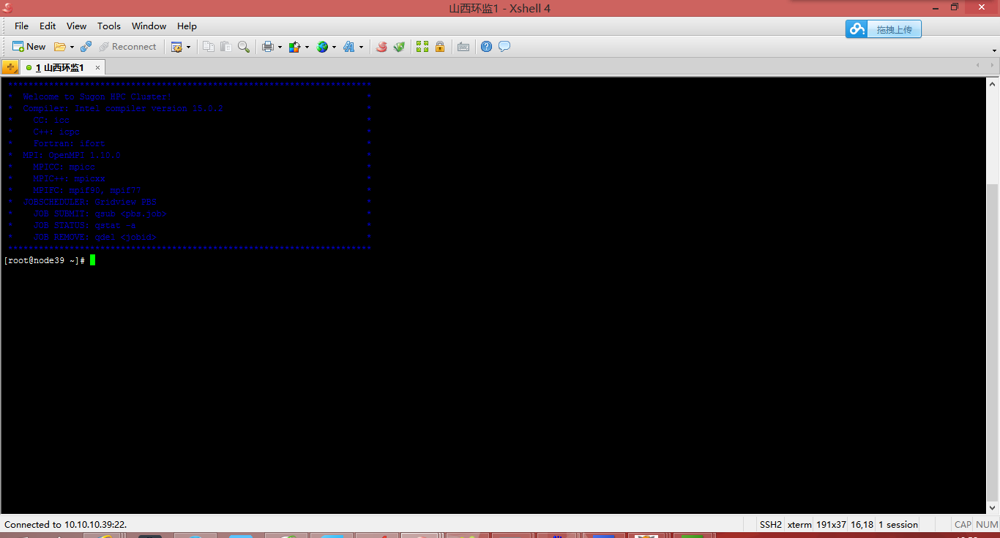 山西环监1 - Xshell 4
File Edit View Tools Window Help
拖拽上传
New Reconnect
1 山西环监1
************************************************************************
* Welcome to Sugon HPC Cluster! *
* Compiler: Intel compiler version 15.0.2 *
* CC: icc *
* C++: icpc *
* Fortran: ifort *
* MPI: OpenMPI 1.10.0 *
* MPICC: mpicc *
* MPIC++: mpicxx *
* MPIFC: mpif90, mpif77 *
* JOBSCHEDULER: Gridview PBS *
* JOB SUBMIT: qsub <pbs.job> *
* JOB STATUS: qstat -a *
* JOB REMOVE: qdel <jobid> *
************************************************************************
[root@node39 ~]#
Connected to 10.10.10.39:22. SSH2 xterm 191x37 16,18 1 session CAP NUM